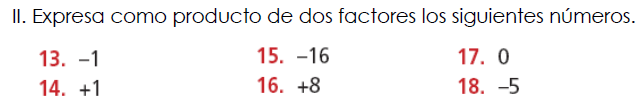 II. Expresa como producto de dos factores los siguientes números.
13. –1 15. –16 17. 0
14. +1 16. +8 18. –5